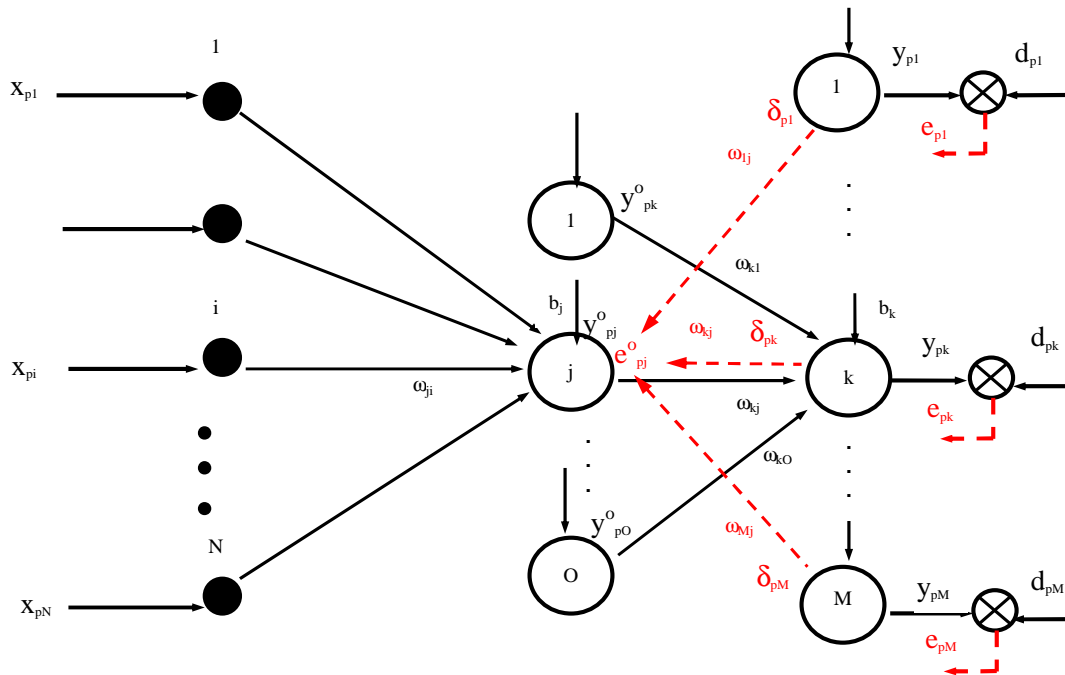 1
x_p1
i
x_pi
N
x_pN
ω_ji
1
y^o_pk
b_j
y^o_pj
e^o_pj
j
y^o_pO
O
ω_k1
ω_kj
ω_kO
ω_1j
ω_kj
ω_Mj
δ_p1
δ_pk
δ_pM
1
y_p1
d_p1
e_p1
b_k
k
y_pk
d_pk
e_pk
M
y_pM
d_pM
e_pM